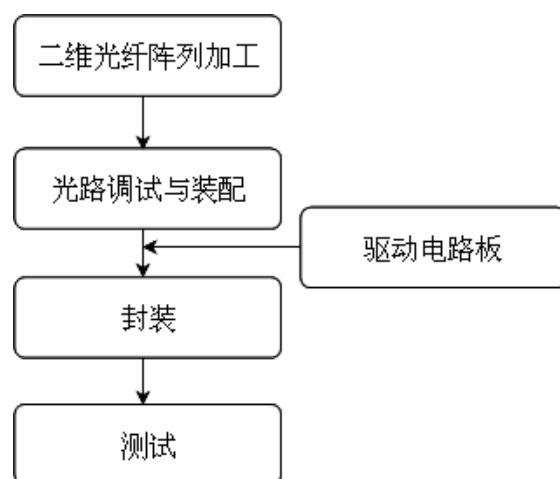 二维光纤阵列加工
光路调试与装配
驱动电路板
封装
测试